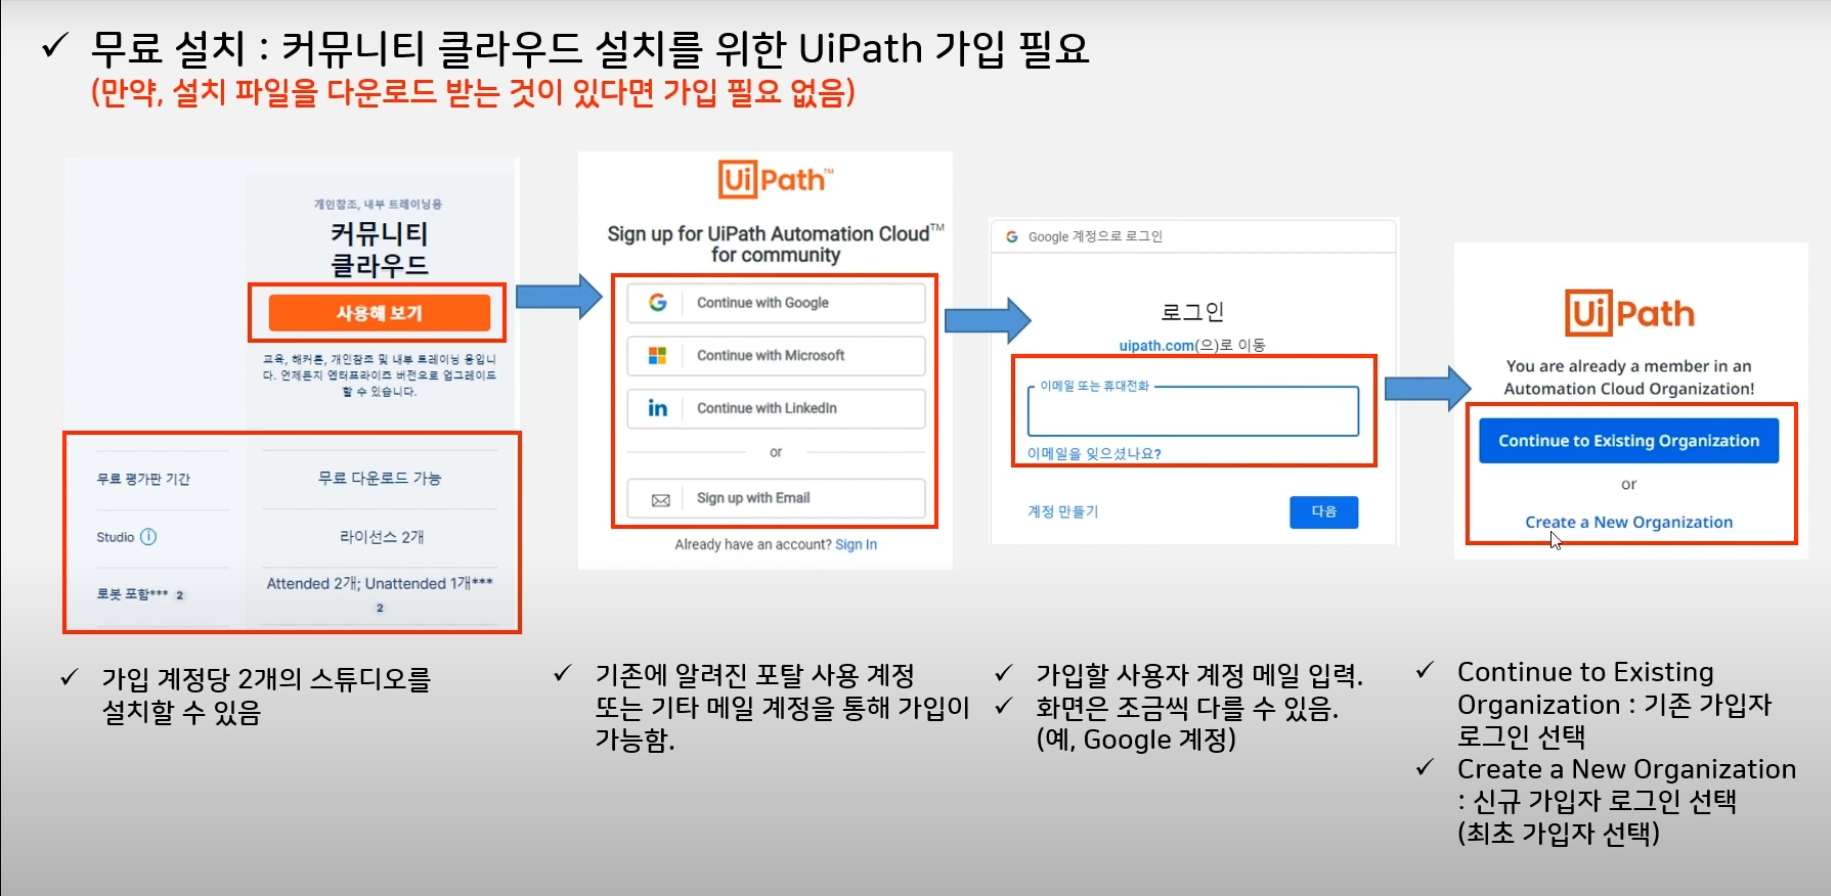 ✓ 무료 설치 : 커뮤니티 클라우드 설치를 위한 UiPath 가입 필요
(만약, 설치 파일을 다운로드 받는 것이 있다면 가입 필요 없음)
개인참조, 내부 트레이닝용
커뮤니티
클라우드
사용해 보기
교육, 해커톤, 개인참조 및 내부 트레이닝 용입니
다. 언제든지 엔터프라이즈 버전으로 업그레이드
할 수 있습니다.
무료 평가판 기간
무료 다운로드 가능
Studio ⓘ
라이선스 2개
로봇 포함*** 2
Attended 2개; Unattended 1개***
2
UiPath™
Sign up for UiPath Automation Cloud™
for community
Continue with Google
Continue with Microsoft
Continue with LinkedIn
or
Sign up with Email
Already have an account? Sign In
Google 계정으로 로그인
로그인
uipath.com(으)로 이동
이메일 또는 휴대전화
이메일을 잊으셨나요?
계정 만들기
다음
UiPath
You are already a member in an
Automation Cloud Organization!
Continue to Existing Organization
or
Create a New Organization
✓ 가입 계정당 2개의 스튜디오를
설치할 수 있음
✓ 기존에 알려진 포탈 사용 계정
또는 기타 메일 계정을 통해 가입이
가능함.
✓ 가입할 사용자 계정 메일 입력.
✓ 화면은 조금씩 다를 수 있음.
(예, Google 계정)
✓ Continue to Existing
Organization : 기존 가입자
로그인 선택
✓ Create a New Organization
: 신규 가입자 로그인 선택
(최초 가입자 선택)